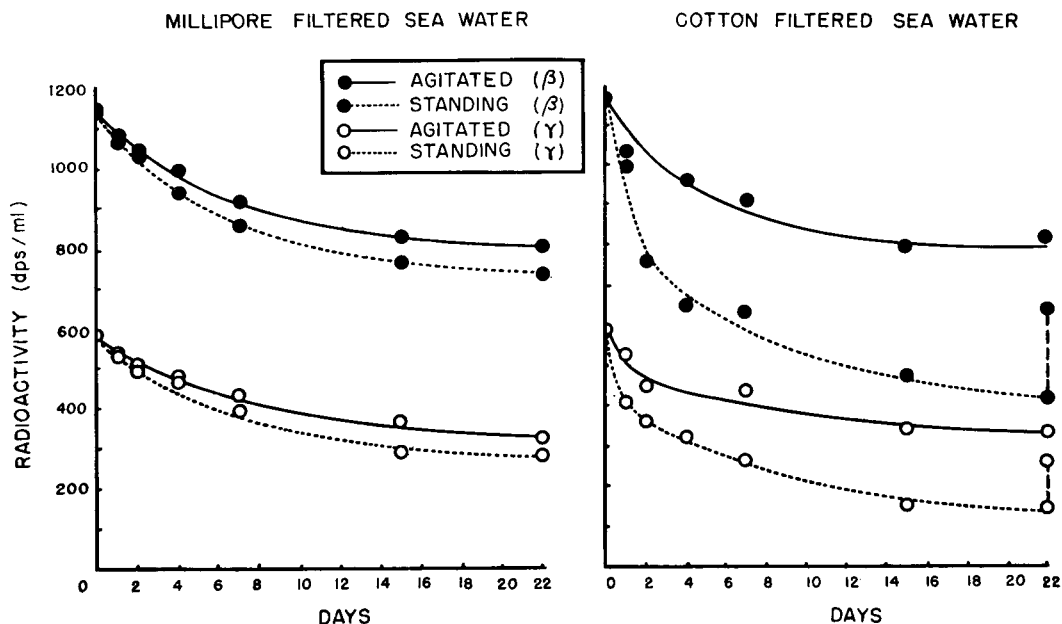 MILLIPORE FILTERED SEA WATER
COTTON FILTERED SEA WATER
AGITATED (β)
STANDING (β)
AGITATED (γ)
STANDING (γ)
RADIOACTIVITY (dps/ml)
1200
1000
800
600
400
200
0 2 4 6 8 10 12 14 16 18 20 22
DAYS
0 2 4 6 8 10 12 14 16 18 20 22
DAYS